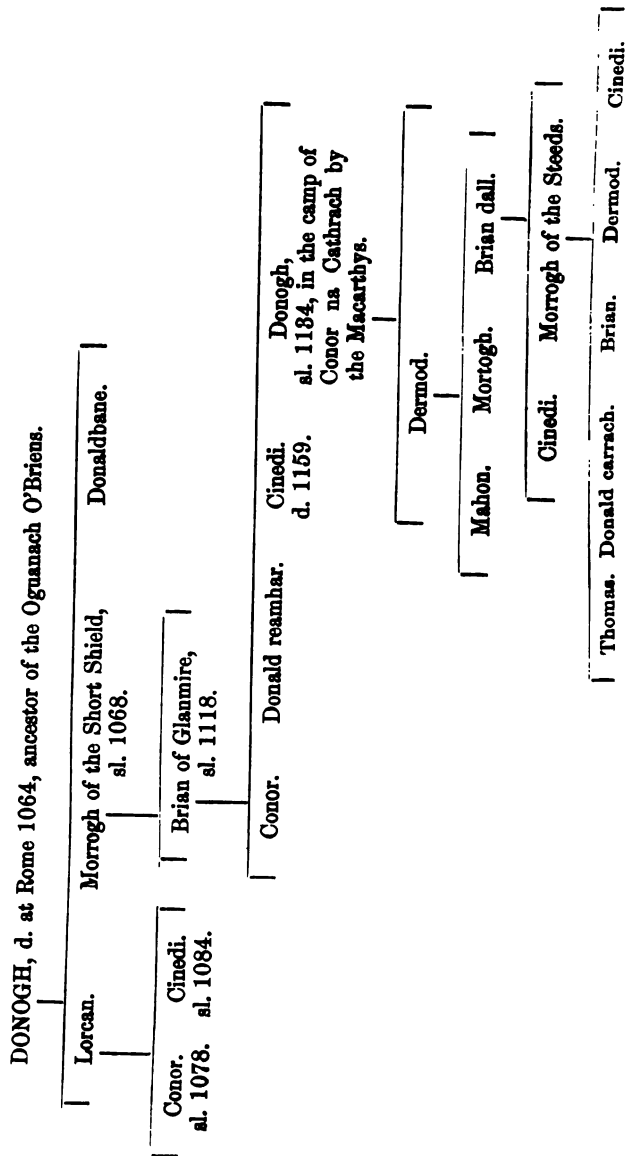 DONOGH, d. at Rome 1064, ancestor of the Oguanach O'Briens.
Lorcan. Morrogh of the Short Shield, Donaldbane.
sl. 1068.
Conor. Cinedi. Brian of Glanmire,
sl. 1078. sl. 1084. sl. 1118.
Conor. Donald reamhar. Cinedi. Donogh,
d. 1159. sl. 1184, in the camp of
Conor na Cathrach by
the Macarthys.
Dermod.
Mahon. Mortogh. Brian dall.
Cinedi. Morrogh of the Steeds.
Thomas. Donald carrach. Brian. Dermod. Cinedi.